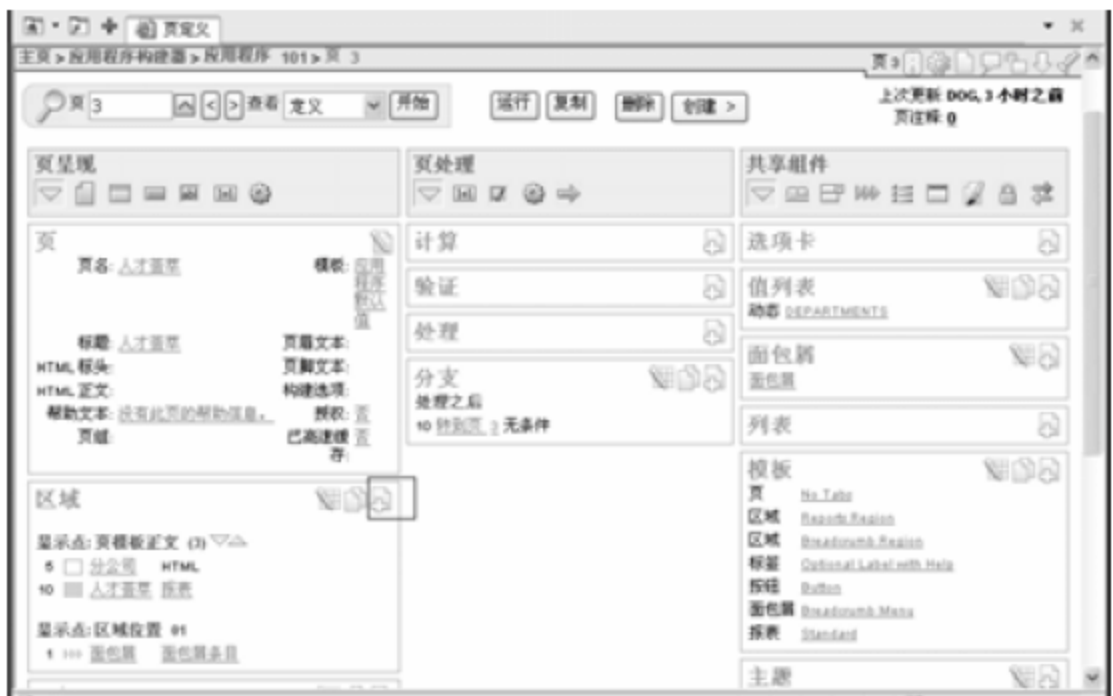 页定义
主页 > 应用程序构建器 > 应用程序 101 > 页 3
页 3
页 3 < > 查看 定义 开始 运行 复制 删除 创建 >
上次更新 DOG, 3 小时之前
页注释 0
页呈现
页
页名: 人才荟萃 模板: 应用程序默认值
标题: 人才荟萃 页眉文本:
HTML 标头: 页脚文本:
HTML 正文: 构建选项:
帮助文本: 没有此页的帮助信息。 授权: 否
页组: 已高速缓存: 否
区域
显示点: 页模板正文 (3)
5 分公司 HTML
10 人才荟萃 报表
显示点: 区域位置 01
1 面包屑 面包屑条目
页处理
计算
验证
处理
分支
处理之后
10 转到页 3 无条件
共享组件
选项卡
值列表
动态 DEPARTMENTS
面包屑
面包屑
列表
模板
页 No Tabs
区域 Reports Region
区域 Breadcrumb Region
标签 Optional Label with Help
按钮 Button
面包屑 Breadcrumb Menu
报表 Standard
主题